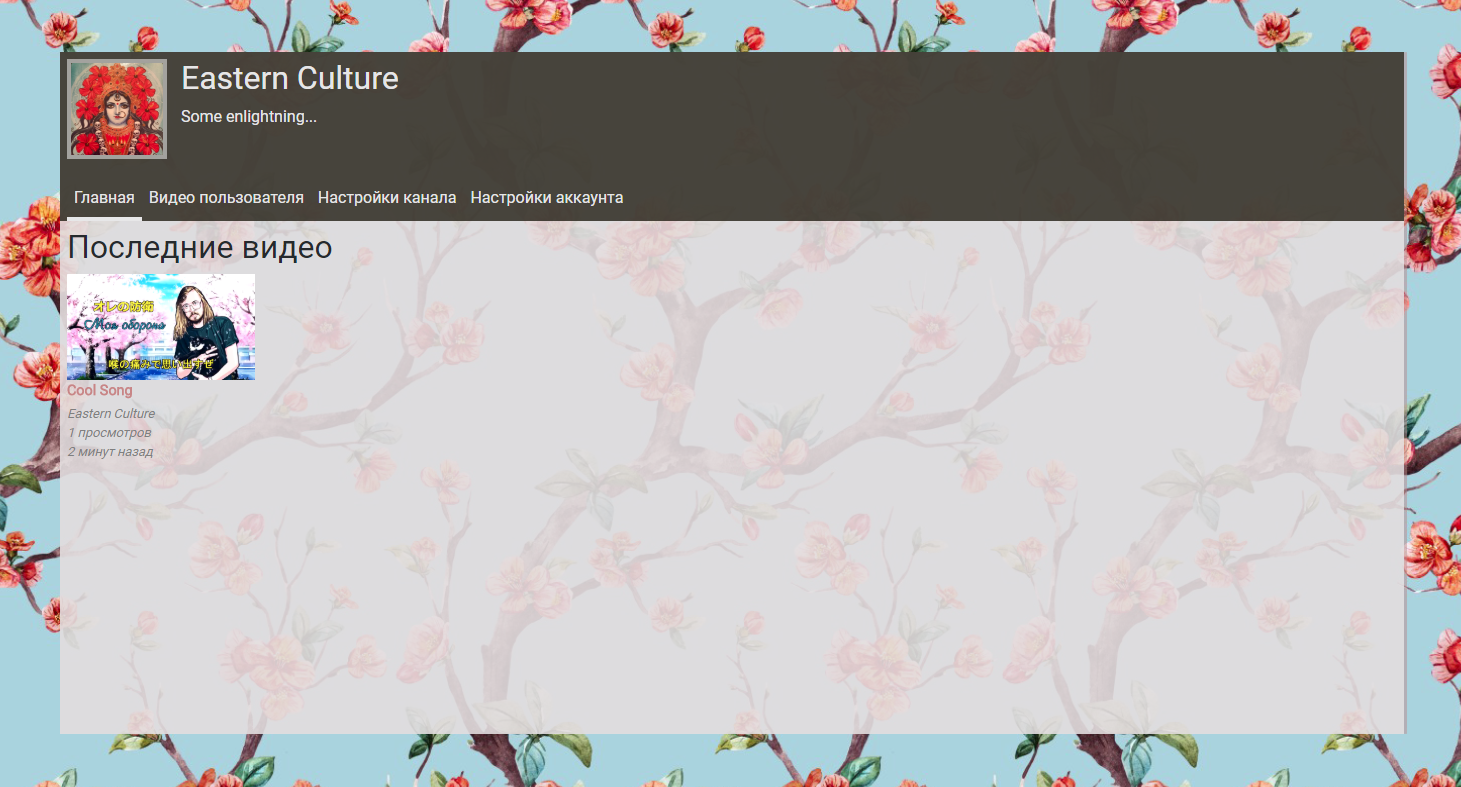 Eastern Culture
Some enlightning...
Главная Видео пользователя Настройки канала Настройки аккаунта
Последние видео
オレの防衛
Моя оборона
喉の痛みで思い出すぜ
Cool Song
Eastern Culture
1 просмотров
2 минут назад